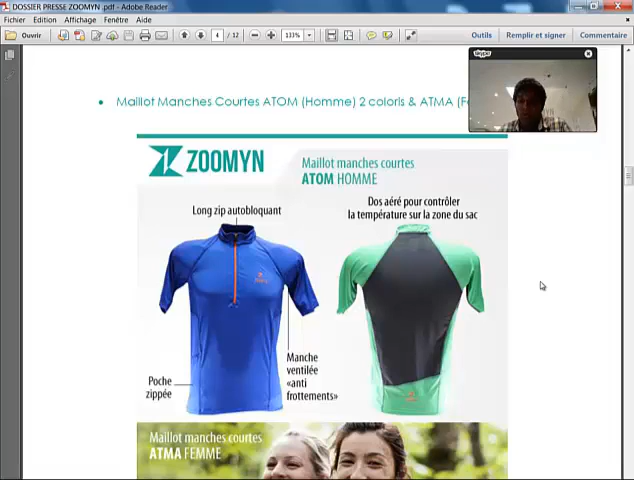 DOSSIER PRESSE ZOOMYN .pdf - Adobe Reader
Fichier Edition Affichage Fenêtre Aide
Ouvrir 4 / 12 133% Outils Remplir et signer Commentaire
skype
• Maillot Manches Courtes ATOM (Homme) 2 coloris & ATMA (F
ZOOMYN
Maillot manches courtes
ATOM HOMME
Long zip autobloquant
Dos aéré pour contrôler
la température sur la zone du sac
Manche
ventilée
«anti
frottements»
Poche
zippée
Maillot manches courtes
ATMA FEMME